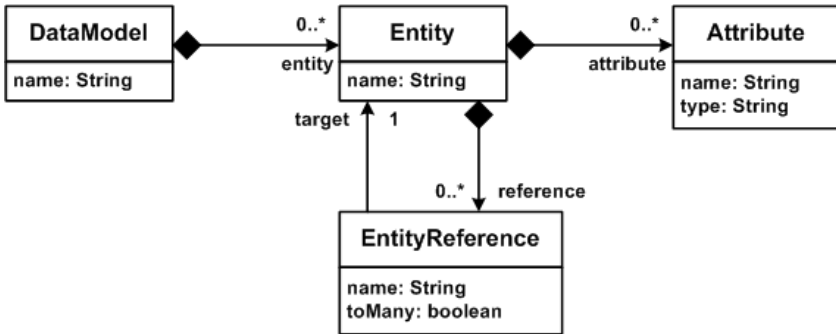 DataModel
name: String
0..*
entity
Entity
name: String
0..*
attribute
Attribute
name: String
type: String
target 1
0..* reference
EntityReference
name: String
toMany: boolean